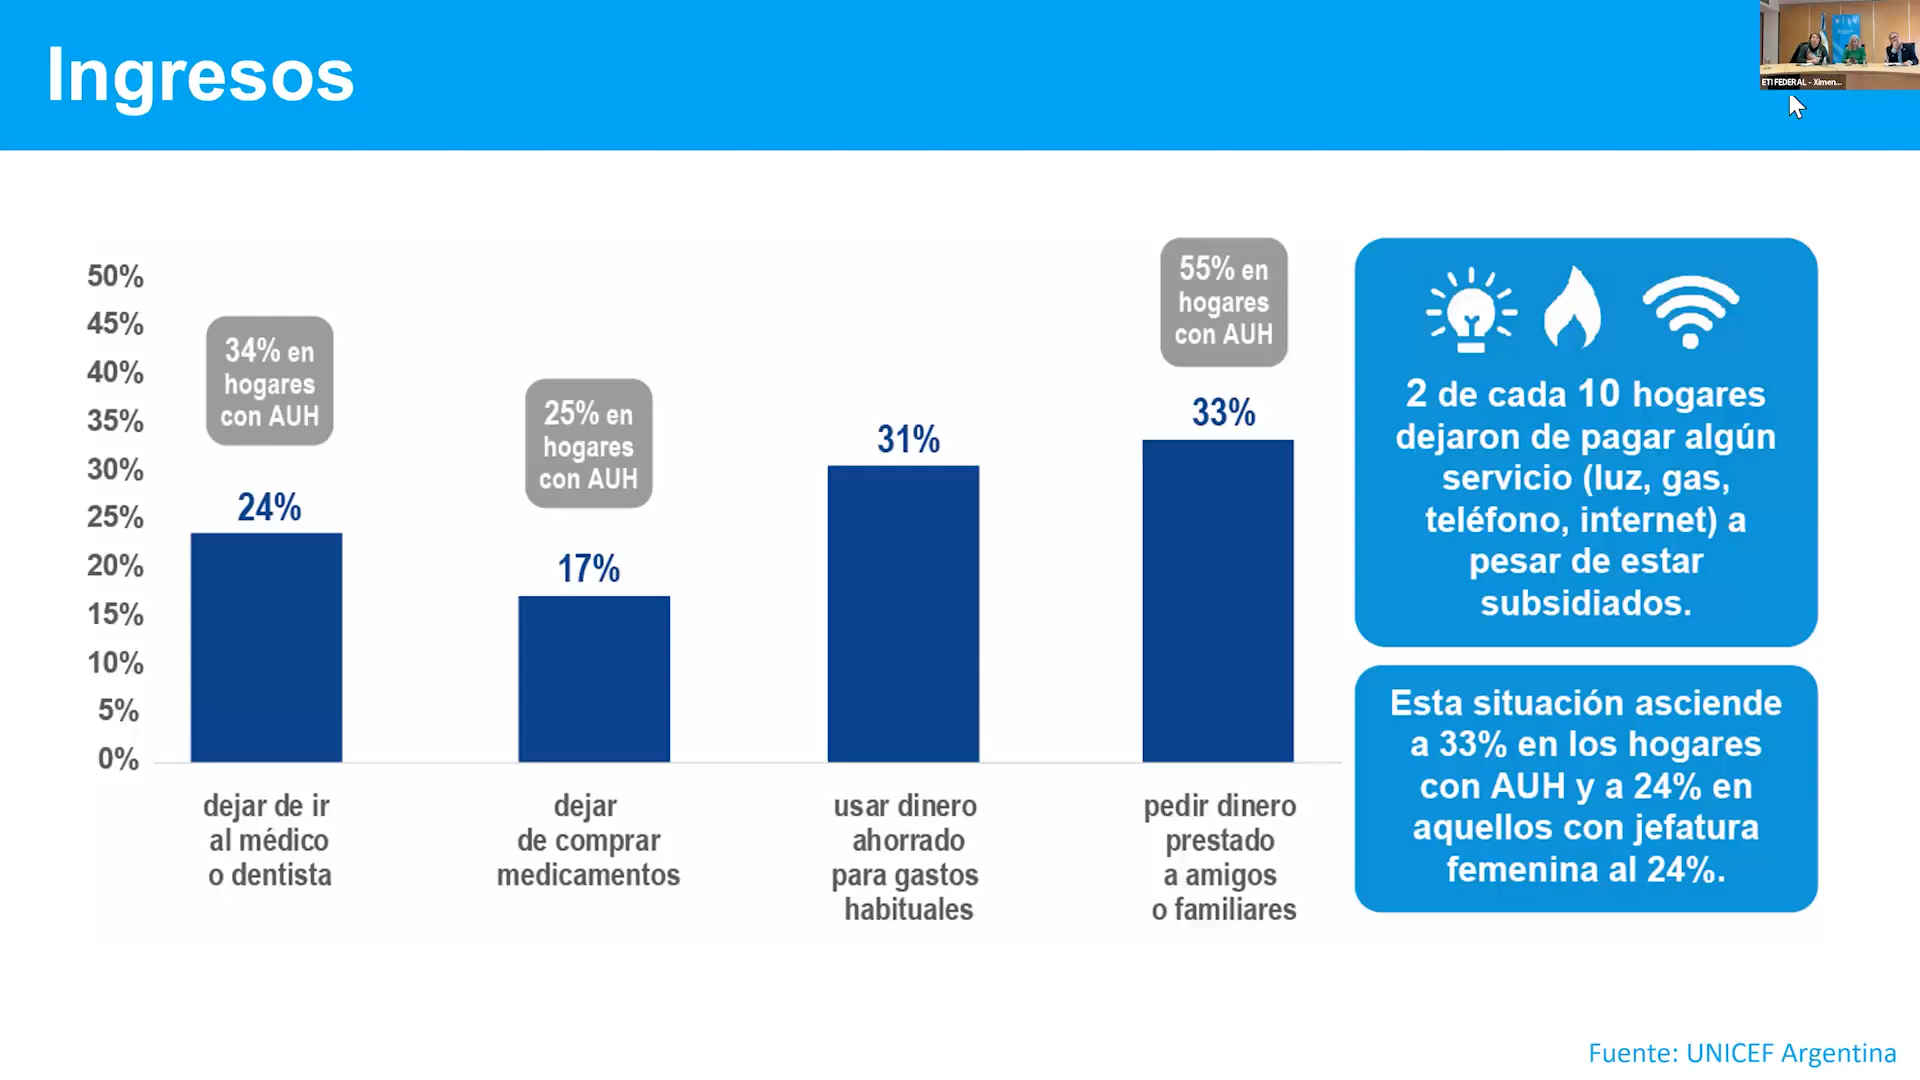 Ingresos
ETI FEDERAL - Ximen...
50%
45%
40%
35%
30%
25%
20%
15%
10%
5%
0%
34% en
hogares
con AUH
24%
25% en
hogares
con AUH
17%
31%
55% en
hogares
con AUH
33%
dejar de ir
al médico
o dentista
dejar
de comprar
medicamentos
usar dinero
ahorrado
para gastos
habituales
pedir dinero
prestado
a amigos
o familiares
2 de cada 10 hogares
dejaron de pagar algún
servicio (luz, gas,
teléfono, internet) a
pesar de estar
subsidiados.
Esta situación asciende
a 33% en los hogares
con AUH y a 24% en
aquellos con jefatura
femenina al 24%.
Fuente: UNICEF Argentina